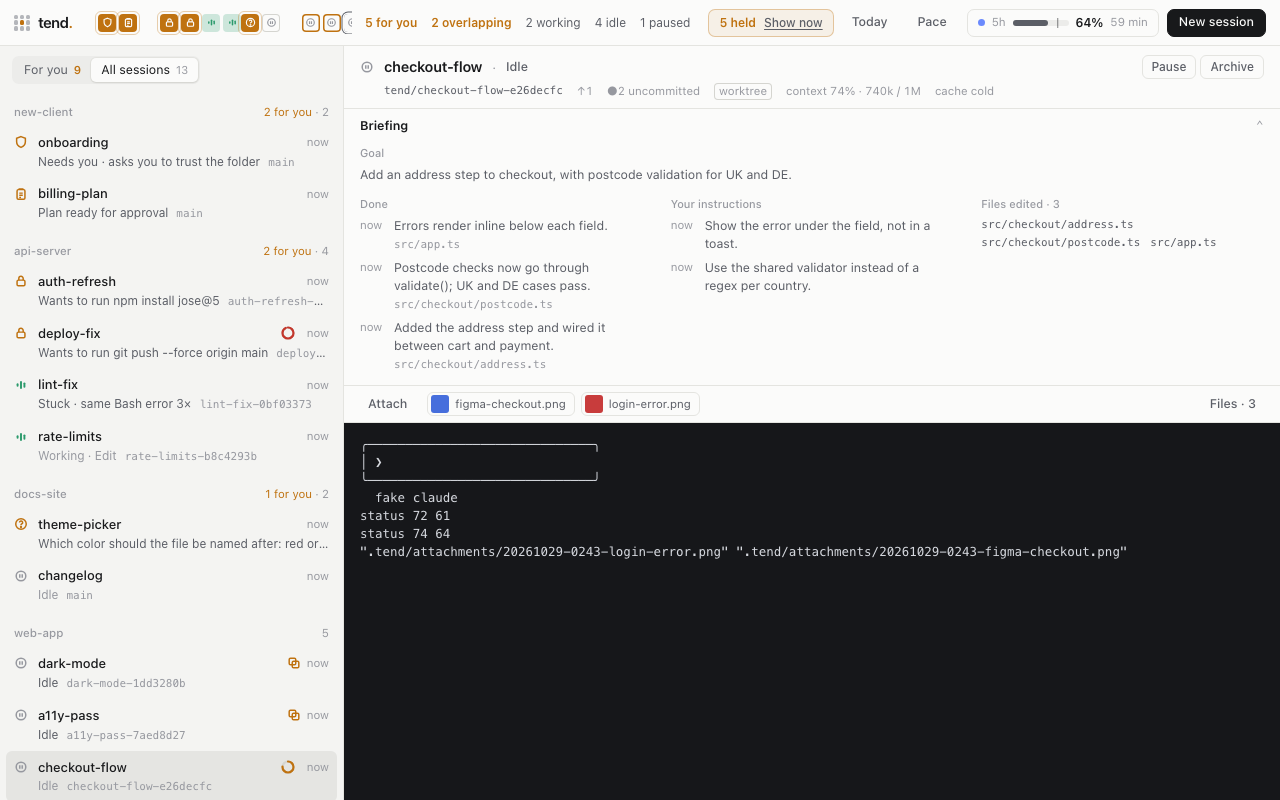 tend.
5 for you 2 overlapping 2 working 4 idle 1 paused
5 held Show now
Today
Pace
5h 64% 59 min
New session
For you 9
All sessions 13
new-client 2 for you · 2
onboarding now
Needs you · asks you to trust the folder main
billing-plan now
Plan ready for approval main
api-server 2 for you · 4
auth-refresh now
Wants to run npm install jose@5 auth-refresh-…
deploy-fix now
Wants to run git push --force origin main deploy…
lint-fix now
Stuck · same Bash error 3× lint-fix-0bf03373
rate-limits now
Working · Edit rate-limits-b8c4293b
docs-site 1 for you · 2
theme-picker now
Which color should the file be named after: red or…
changelog now
Idle main
web-app 5
dark-mode now
Idle dark-mode-1dd3280b
a11y-pass now
Idle a11y-pass-7aed8d27
checkout-flow now
Idle checkout-flow-e26decfc
checkout-flow · Idle
Pause
Archive
tend/checkout-flow-e26decfc ↑1 ●2 uncommitted worktree context 74% · 740k / 1M cache cold
Briefing
Goal
Add an address step to checkout, with postcode validation for UK and DE.
Done
now Errors render inline below each field.
src/app.ts
now Postcode checks now go through
validate(); UK and DE cases pass.
src/checkout/postcode.ts
now Added the address step and wired it
between cart and payment.
src/checkout/address.ts
Your instructions
now Show the error under the field, not in a
toast.
now Use the shared validator instead of a
regex per country.
Files edited · 3
src/checkout/address.ts
src/checkout/postcode.ts src/app.ts
Attach
figma-checkout.png
login-error.png
Files · 3
❯
fake claude
status 72 61
status 74 64
".tend/attachments/20261029-0243-login-error.png" ".tend/attachments/20261029-0243-figma-checkout.png"